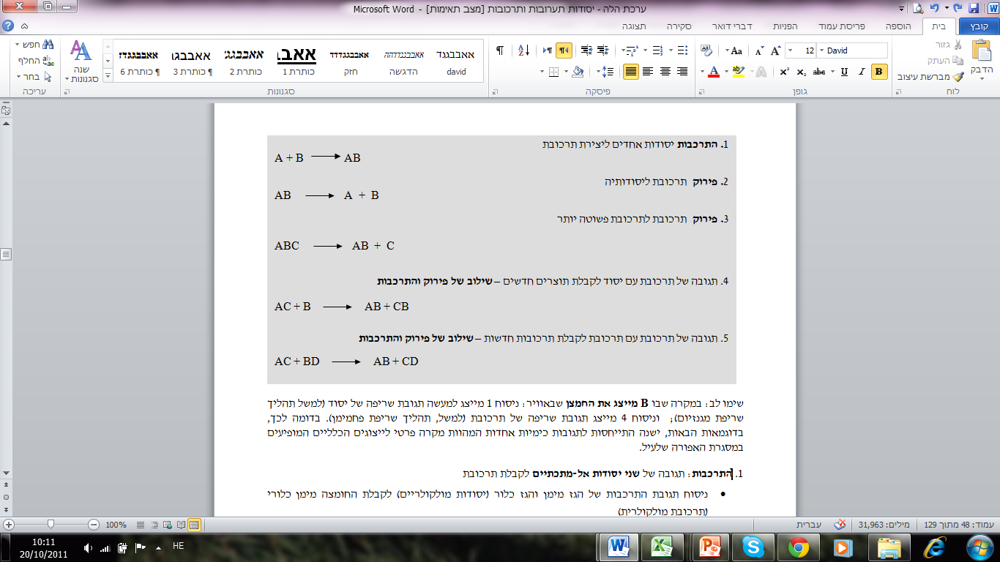 ערכת הלה - יסודות תערובות ותרכובות [מצב תאימות] - Microsoft Word
קובץ בית הוספה פריסת עמוד הפניות דברי דואר סקירה תצוגה
הדבק גזור העתק מברשת עיצוב
David 12
אאבבגגדד אאבבגגדדהה אאבבגגדדד אאבב אאבבגגי אאבבגג אאבבגגדדז
david הדגשה חזק כותרת 1 כותרת 2 ¶ כותרת 3 ¶ כותרת 6
שנה סגנונות
חפש החלף בחר
לוח גופן פיסקה סגנונות עריכה
1. התרכבות יסודות אחדים ליצירת תרכובת
A + B → AB
2. פירוק תרכובת ליסודותיה
AB → A + B
3. פירוק תרכובת לתרכובת פשוטה יותר
ABC → AB + C
4. תגובה של תרכובת עם יסוד לקבלת תוצרים חדשים – שילוב של פירוק והתרכבות
AC + B → AB + CB
5. תגובה של תרכובת עם תרכובת לקבלת תרכובות חדשות – שילוב של פירוק והתרכבות
AC + BD → AB + CD
שימו לב: במקרה שבו B מייצג את החמצן שבאוויר: ניסוח 1 מייצג למעשה תגובת שריפה של יסוד (למשל תהליך
שריפת מגנזיום); וניסוח 4 מייצג תגובת שריפה של תרכובת (למשל, תהליך שריפת פחמימן). בדומה לכך,
בדוגמאות הבאות, ישנה התייחסות לתגובות כימיות אחדות המהוות מקרה פרטי לייצוגים הכלליים המופיעים
במסגרת האפורה שלעיל.
1. התרכבות: תגובה של שני יסודות אל-מתכתיים לקבלת תרכובת
• ניסוח תגובת התרכבות של הגז מימן והגז כלור (יסודות מולקולריים) לקבלת החומצה מימן כלורי
(תרכובת מולקולרית)
עמוד: 48 מתוך 129 מילים: 31,963 עברית 100%
HE 10:11
20/10/2011